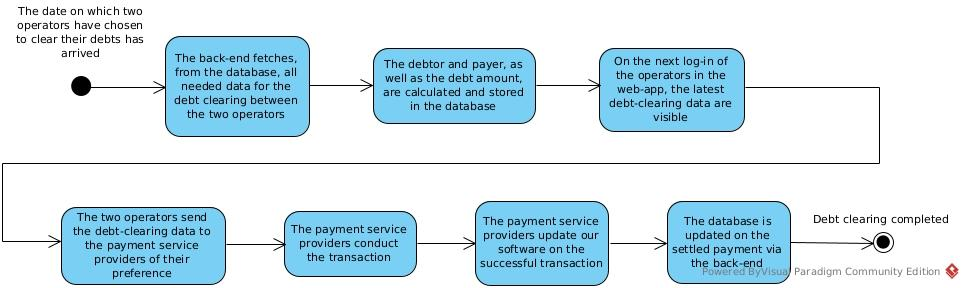 The date on which two
operators have chosen
to clear their debts has
arrived
The back-end fetches,
from the database, all
needed data for the
debt clearing between
the two operators
The debtor and payer, as
well as the debt amount,
are calculated and stored
in the database
On the next log-in of
the operators in the
web-app, the latest
debt-clearing data are
visible
The two operators send
the debt-clearing data to
the payment service
providers of their
preference
The payment service
providers conduct
the transaction
The payment service
providers update our
software on the
successful transaction
The database is
updated on the
settled payment via
the back-end
Debt clearing completed
Powered By Visual Paradigm Community Edition